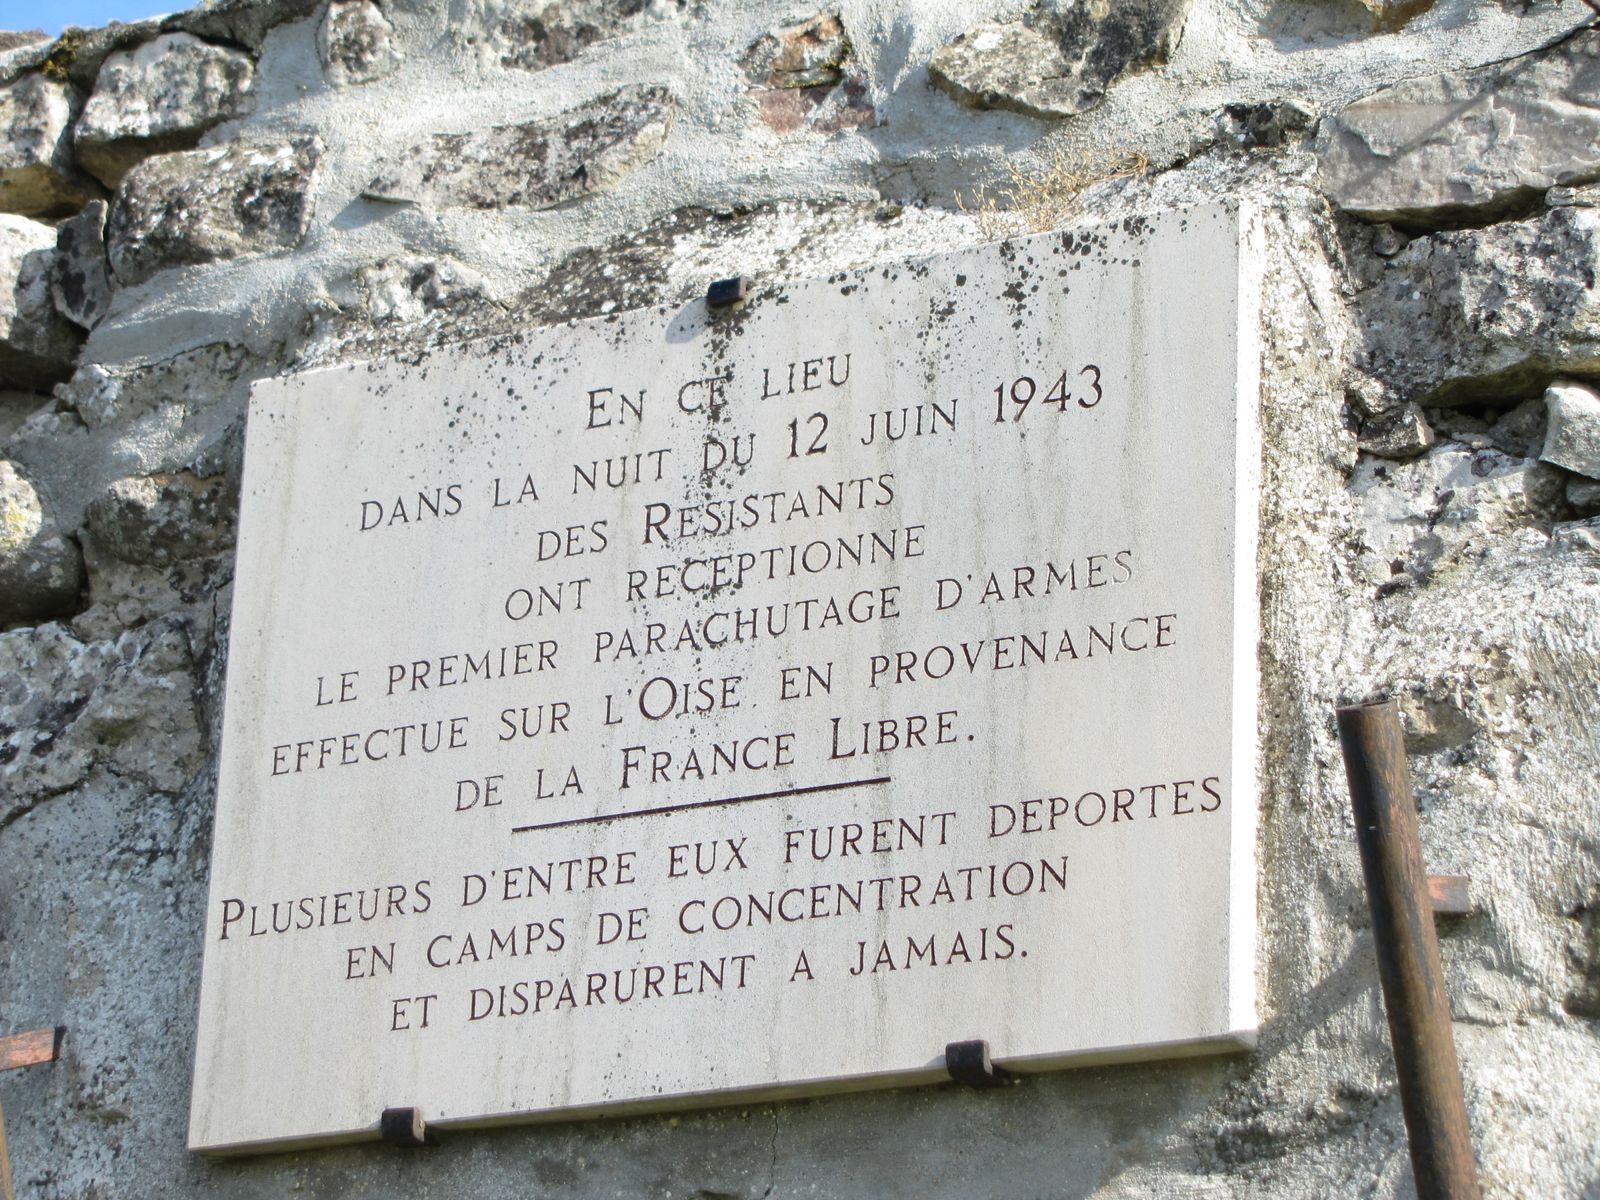 EN CE LIEU
DANS LA NUIT DU 12 JUIN 1943
DES RESISTANTS
ONT RECEPTIONNE
LE PREMIER PARACHUTAGE D'ARMES
EFFECTUE SUR L'OISE EN PROVENANCE
DE LA FRANCE LIBRE.
PLUSIEURS D'ENTRE EUX FURENT DEPORTES
EN CAMPS DE CONCENTRATION
ET DISPARURENT A JAMAIS.